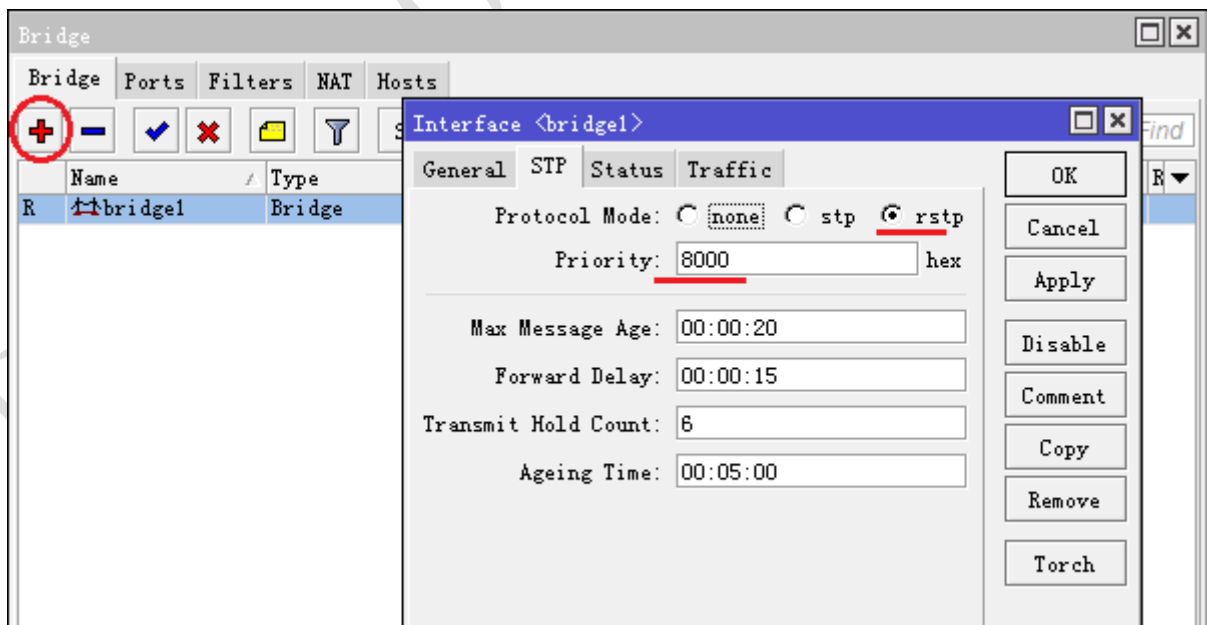 Bridge
Bridge Ports Filters NAT Hosts
Find
Name Type R
R bridge1 Bridge
Interface <bridge1>
General STP Status Traffic
Protocol Mode: none stp rstp
Priority: 8000 hex
Max Message Age: 00:00:20
Forward Delay: 00:00:15
Transmit Hold Count: 6
Ageing Time: 00:05:00
OK
Cancel
Apply
Disable
Comment
Copy
Remove
Torch